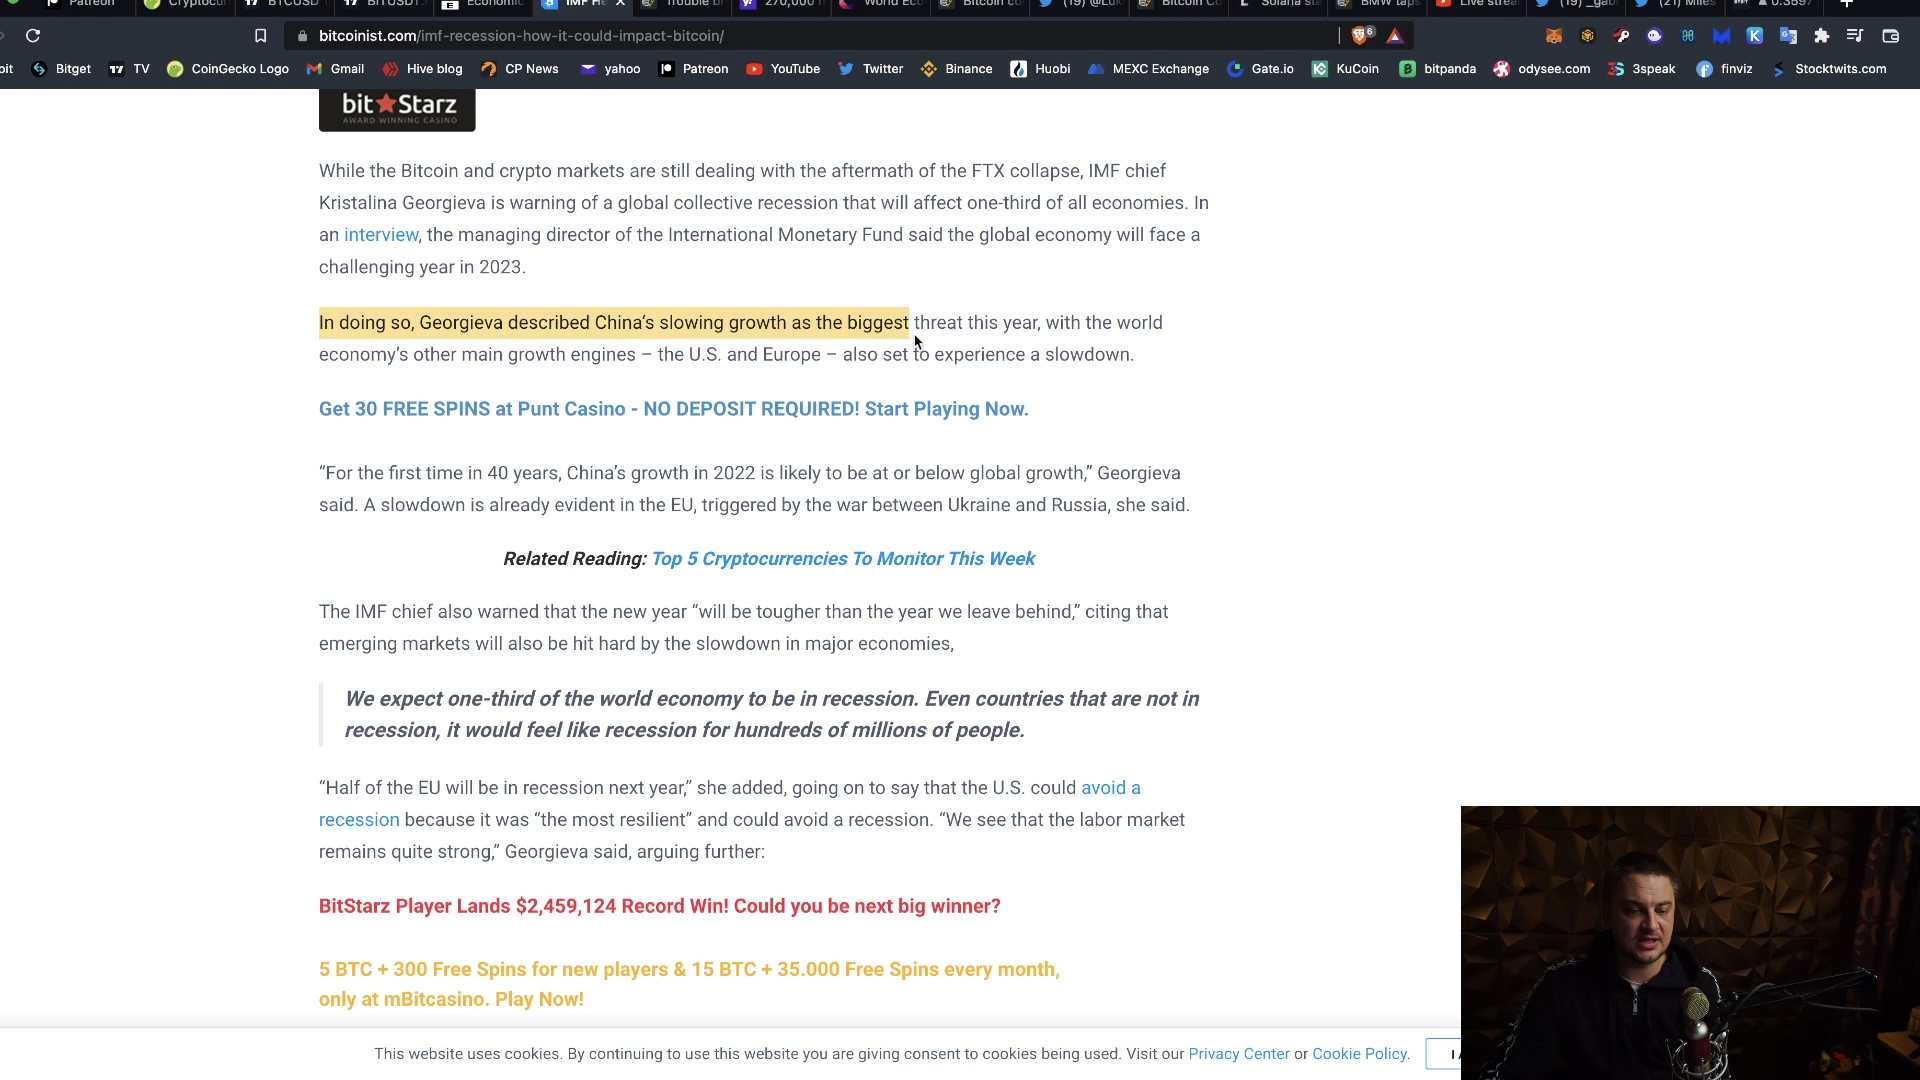 Patreon Cryptocur BTCUSD BTTUSDT Economic IMF He Trouble b 270,000 World Ec Bitcoin co (19) @Luk Bitcoin Co Solana sta BMW taps Live strea (19) _gab (21) Miles
bitcoinist.com/imf-recession-how-it-could-impact-bitcoin/ 6
bit Bitget TV CoinGecko Logo Gmail Hive blog CP News yahoo Patreon YouTube Twitter Binance Huobi MEXC Exchange Gate.io KuCoin bitpanda odysee.com 3speak finviz Stocktwits.com
bit★Starz
AWARD WINNING CASINO
While the Bitcoin and crypto markets are still dealing with the aftermath of the FTX collapse, IMF chief
Kristalina Georgieva is warning of a global collective recession that will affect one-third of all economies. In
an interview, the managing director of the International Monetary Fund said the global economy will face a
challenging year in 2023.
In doing so, Georgieva described China‘s slowing growth as the biggest threat this year, with the world
economy’s other main growth engines – the U.S. and Europe – also set to experience a slowdown.
Get 30 FREE SPINS at Punt Casino - NO DEPOSIT REQUIRED! Start Playing Now.
“For the first time in 40 years, China’s growth in 2022 is likely to be at or below global growth,” Georgieva
said. A slowdown is already evident in the EU, triggered by the war between Ukraine and Russia, she said.
Related Reading: Top 5 Cryptocurrencies To Monitor This Week
The IMF chief also warned that the new year “will be tougher than the year we leave behind,” citing that
emerging markets will also be hit hard by the slowdown in major economies,
We expect one-third of the world economy to be in recession. Even countries that are not in
recession, it would feel like recession for hundreds of millions of people.
“Half of the EU will be in recession next year,” she added, going on to say that the U.S. could avoid a
recession because it was “the most resilient” and could avoid a recession. “We see that the labor market
remains quite strong,” Georgieva said, arguing further:
BitStarz Player Lands $2,459,124 Record Win! Could you be next big winner?
5 BTC + 300 Free Spins for new players & 15 BTC + 35.000 Free Spins every month,
only at mBitcasino. Play Now!
This website uses cookies. By continuing to use this website you are giving consent to cookies being used. Visit our Privacy Center or Cookie Policy.